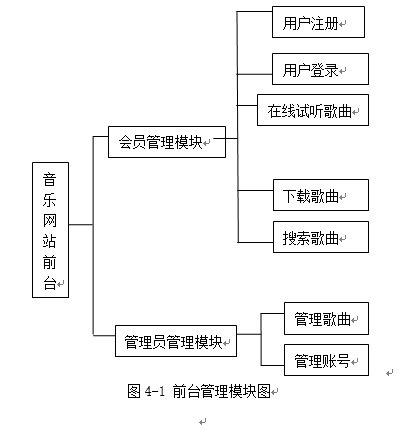 用户注册
用户登录
在线试听歌曲
会员管理模块
音乐网站前台
下载歌曲
搜索歌曲
管理歌曲
管理员管理模块
管理账号
图 4-1 前台管理模块图